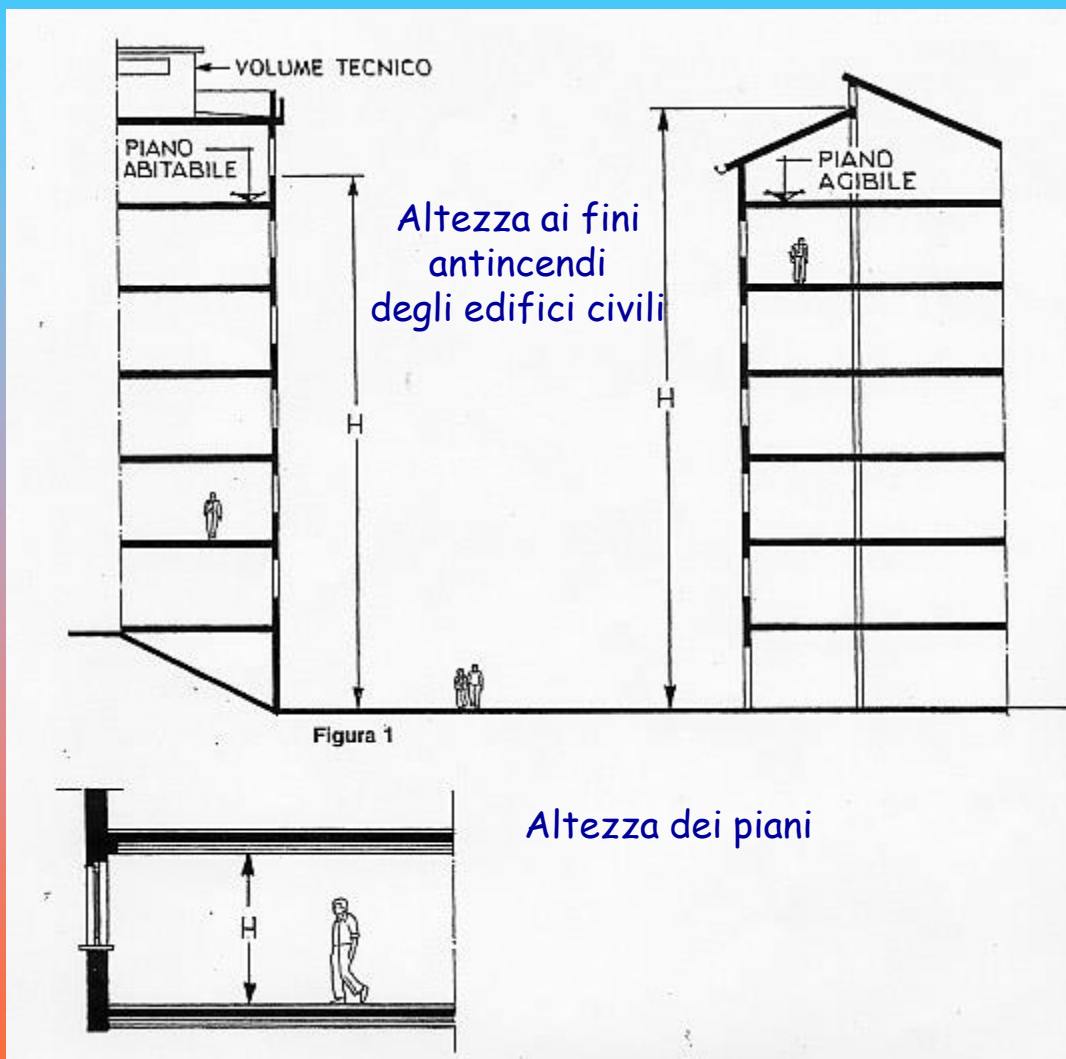 VOLUME TECNICO
PIANO
ABITABILE
Altezza ai fini
antincendi
degli edifici civili
H
H
PIANO
AGIBILE
Figura 1
Altezza dei piani
H